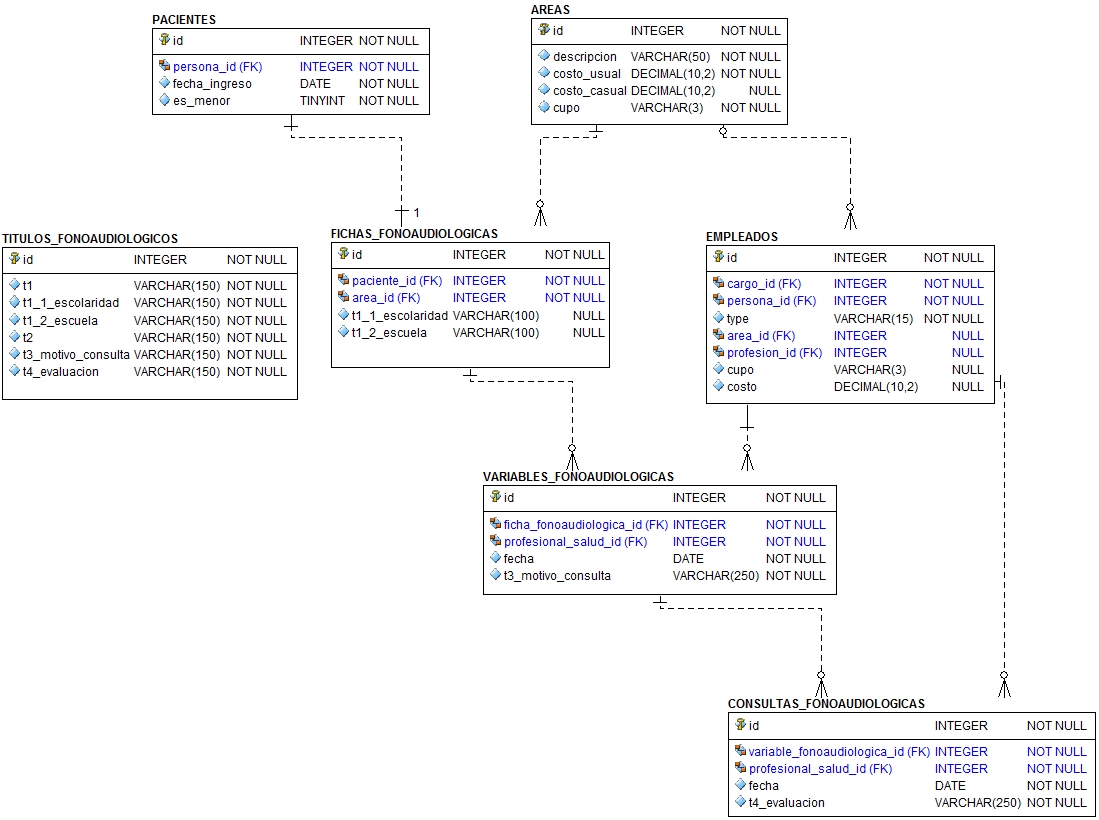 PACIENTES
id INTEGER NOT NULL
persona_id (FK) INTEGER NOT NULL
fecha_ingreso DATE NOT NULL
es_menor TINYINT NOT NULL
AREAS
id INTEGER NOT NULL
descripcion VARCHAR(50) NOT NULL
costo_usual DECIMAL(10,2) NOT NULL
costo_casual DECIMAL(10,2) NULL
cupo VARCHAR(3) NOT NULL
1
TITULOS_FONOAUDIOLOGICOS
id INTEGER NOT NULL
t1 VARCHAR(150) NOT NULL
t1_1_escolaridad VARCHAR(150) NOT NULL
t1_2_escuela VARCHAR(150) NOT NULL
t2 VARCHAR(150) NOT NULL
t3_motivo_consulta VARCHAR(150) NOT NULL
t4_evaluacion VARCHAR(150) NOT NULL
FICHAS_FONOAUDIOLOGICAS
id INTEGER NOT NULL
paciente_id (FK) INTEGER NOT NULL
area_id (FK) INTEGER NOT NULL
t1_1_escolaridad VARCHAR(100) NULL
t1_2_escuela VARCHAR(100) NULL
EMPLEADOS
id INTEGER NOT NULL
cargo_id (FK) INTEGER NOT NULL
persona_id (FK) INTEGER NOT NULL
type VARCHAR(15) NOT NULL
area_id (FK) INTEGER NULL
profesion_id (FK) INTEGER NULL
cupo VARCHAR(3) NULL
costo DECIMAL(10,2) NULL
VARIABLES_FONOAUDIOLOGICAS
id INTEGER NOT NULL
ficha_fonoaudiologica_id (FK) INTEGER NOT NULL
profesional_salud_id (FK) INTEGER NOT NULL
fecha DATE NOT NULL
t3_motivo_consulta VARCHAR(250) NOT NULL
CONSULTAS_FONOAUDIOLOGICAS
id INTEGER NOT NULL
variable_fonoaudiologica_id (FK) INTEGER NOT NULL
profesional_salud_id (FK) INTEGER NOT NULL
fecha DATE NOT NULL
t4_evaluacion VARCHAR(250) NOT NULL